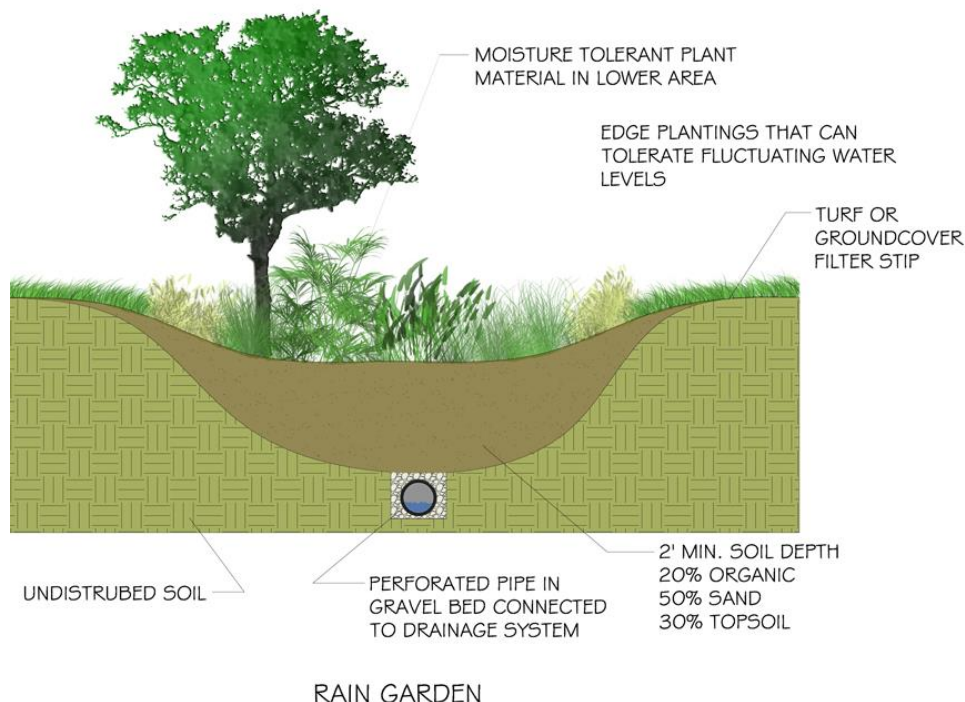 MOISTURE TOLERANT PLANT
MATERIAL IN LOWER AREA
EDGE PLANTINGS THAT CAN
TOLERATE FLUCTUATING WATER
LEVELS
TURF OR
GROUNDCOVER
FILTER STIP
2' MIN. SOIL DEPTH
20% ORGANIC
50% SAND
30% TOPSOIL
UNDISTRUBED SOIL
PERFORATED PIPE IN
GRAVEL BED CONNECTED
TO DRAINAGE SYSTEM
RAIN GARDEN